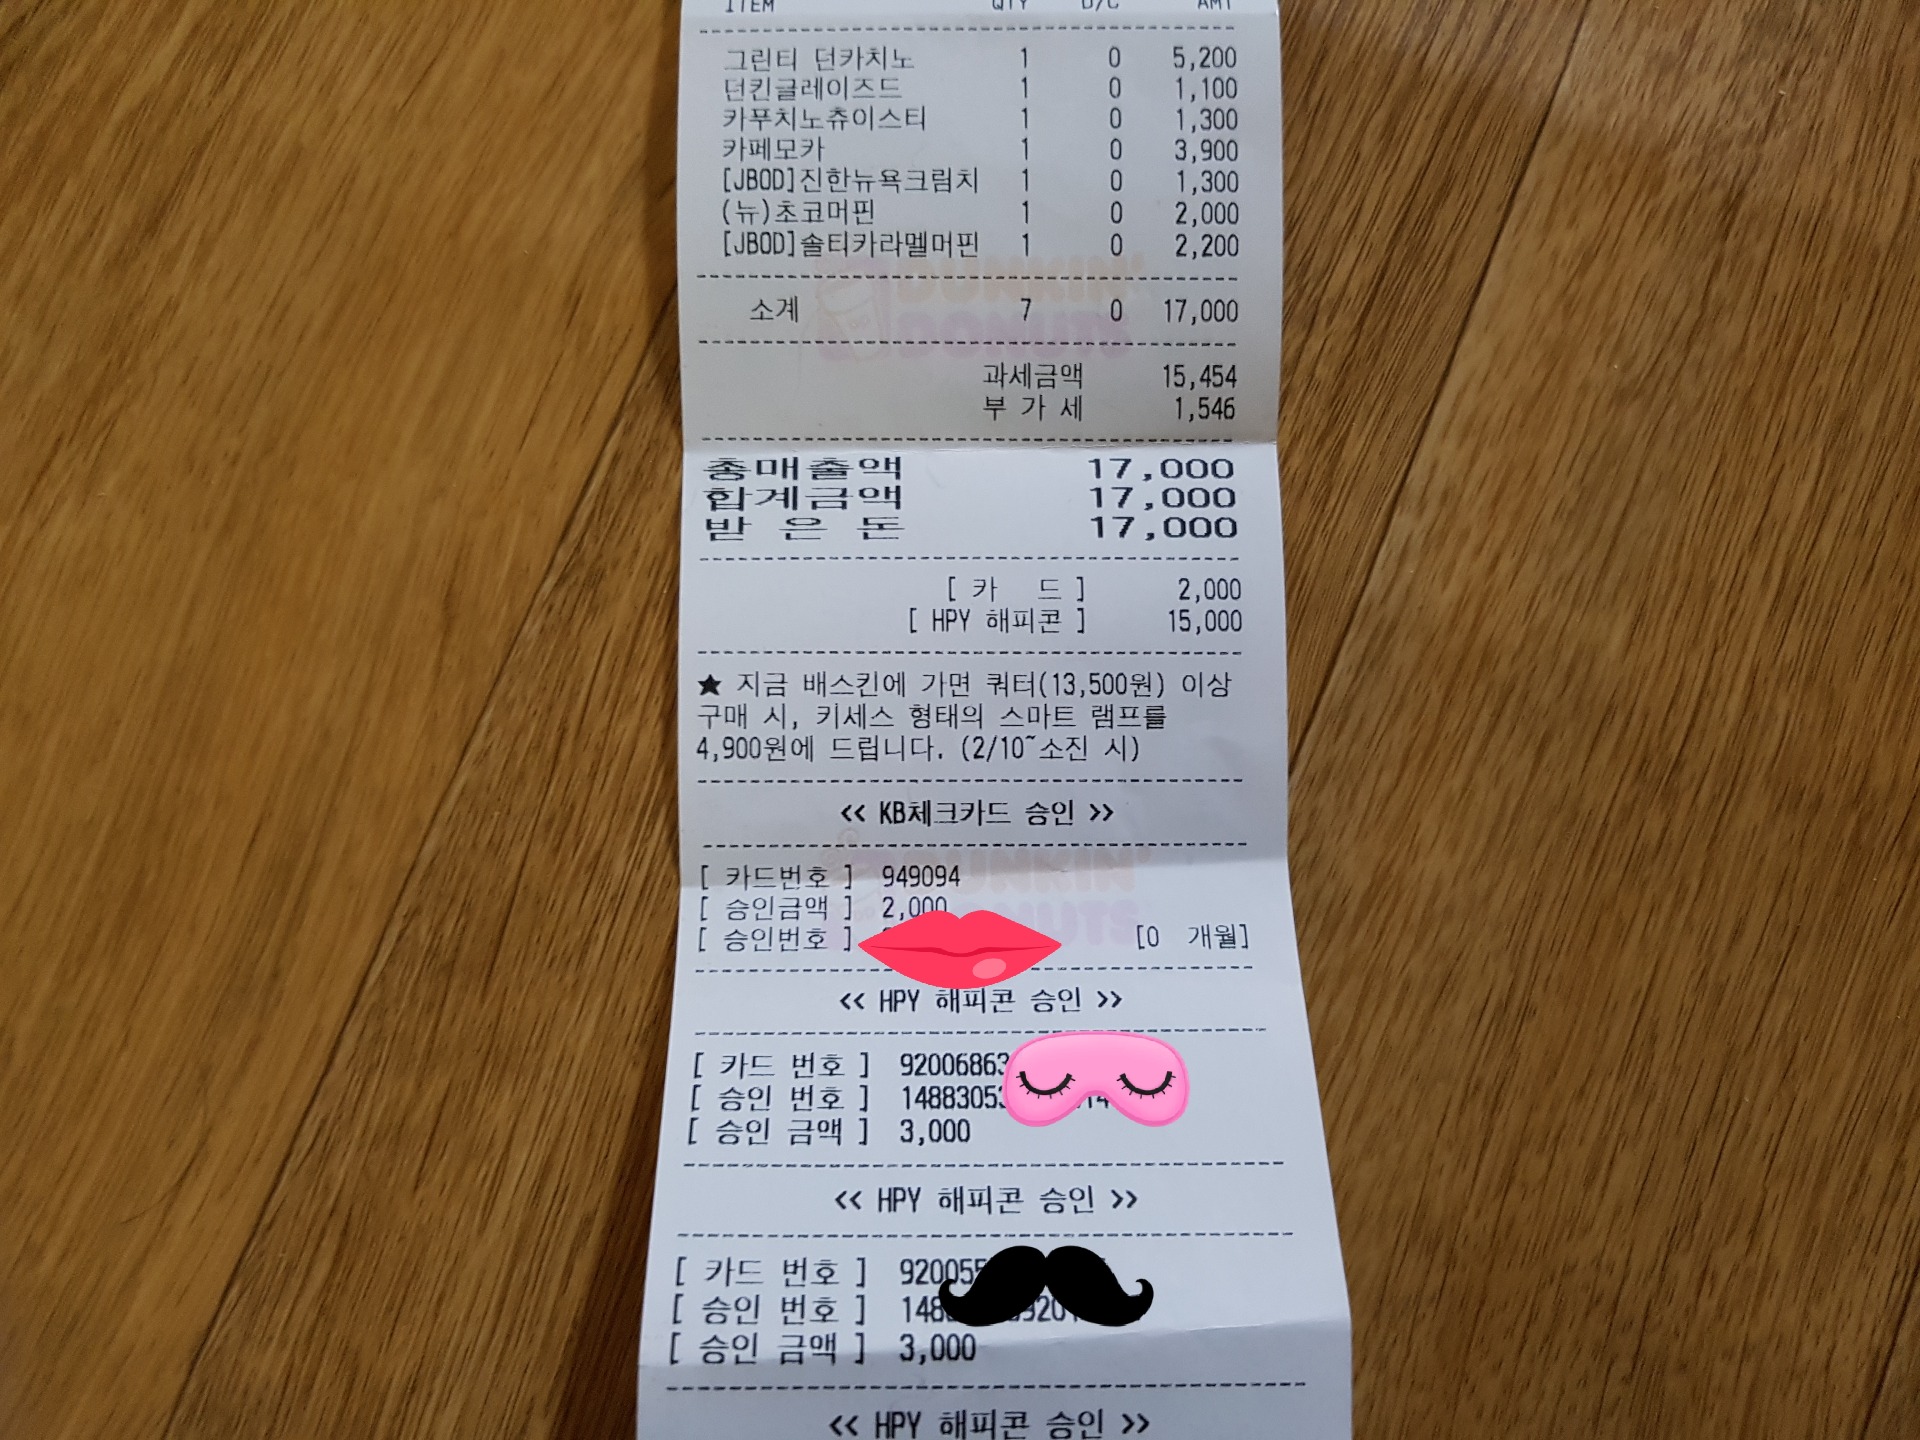 ITEM QTY D/C AMT
그린티 던카치노 1 0 5,200
던킨글레이즈드 1 0 1,100
카푸치노츄이스티 1 0 1,300
카페모카 1 0 3,900
[JBOD]진한뉴욕크림치 1 0 1,300
(뉴)초코머핀 1 0 2,000
[JBOD]솔티카라멜머핀 1 0 2,200
DUNKIN'
DONUTS
소계 7 0 17,000
과세금액 15,454
부 가 세 1,546
총매출액 17,000
합계금액 17,000
받 은 돈 17,000
[ 카 드 ] 2,000
[ HPY 해피콘 ] 15,000
★ 지금 배스킨에 가면 쿼터(13,500원) 이상
구매 시, 키세스 형태의 스마트 램프를
4,900원에 드립니다. (2/10~소진 시)
<< KB체크카드 승인 >>
DUNKIN'
DONUTS
[ 카드번호 ] 949094
[ 승인금액 ] 2,000
[ 승인번호 ] [0 개월]
<< HPY 해피콘 승인 >>
[ 카드 번호 ] 92006863
[ 승인 번호 ] 1488305
[ 승인 금액 ] 3,000
<< HPY 해피콘 승인 >>
[ 카드 번호 ] 92005
[ 승인 번호 ] 148
[ 승인 금액 ] 3,000
<< HPY 해피콘 승인 >>